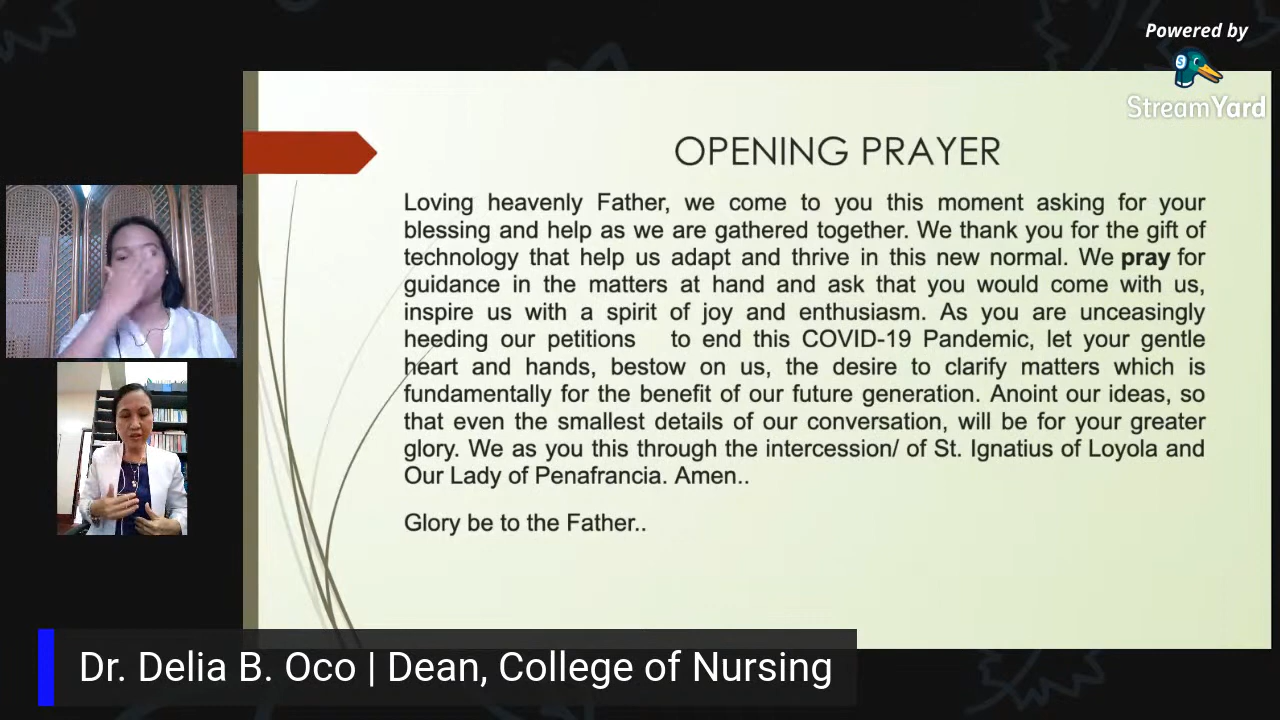 Powered by
StreamYard
OPENING PRAYER
Loving heavenly Father, we come to you this moment asking for your
blessing and help as we are gathered together. We thank you for the gift of
technology that help us adapt and thrive in this new normal. We pray for
guidance in the matters at hand and ask that you would come with us,
inspire us with a spirit of joy and enthusiasm. As you are unceasingly
heeding our petitions to end this COVID-19 Pandemic, let your gentle
heart and hands, bestow on us, the desire to clarify matters which is
fundamentally for the benefit of our future generation. Anoint our ideas, so
that even the smallest details of our conversation, will be for your greater
glory. We as you this through the intercession/ of St. Ignatius of Loyola and
Our Lady of Penafrancia. Amen..
Glory be to the Father..
Dr. Delia B. Oco | Dean, College of Nursing